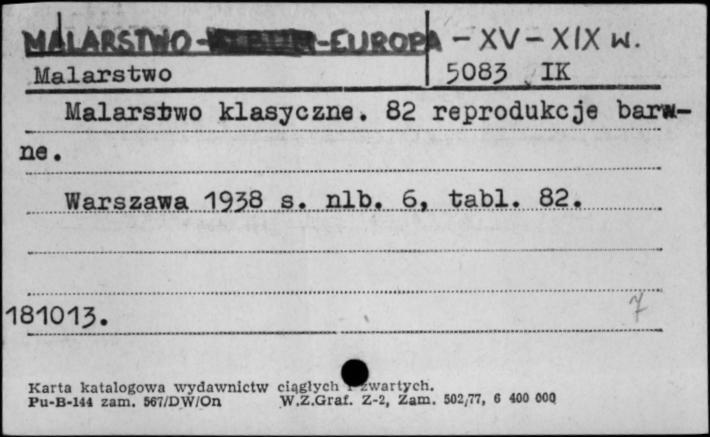 MALARSTWO - - EUROPA - XV - XIX w.
Malarstwo 5083 IK
Malarstwo klasyczne. 82 reprodukcje barw-
ne.
Warszawa 1938 s. nlb. 6, tabl. 82.
181013. 7
Karta katalogowa wydawnictw ciągłych i zwartych.
Pu-B-144 zam. 567/DW/On W.Z.Graf. Z-2, Zam. 502/77, 6 400 000